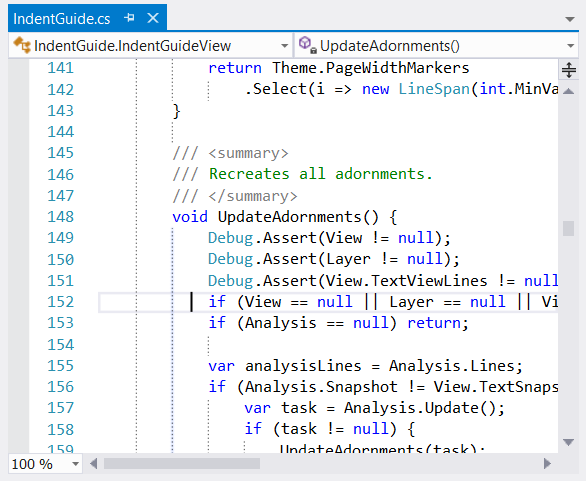 IndentGuide.cs
IndentGuide.IndentGuideView UpdateAdornments()
141 return Theme.PageWidthMarkers
142 .Select(i => new LineSpan(int.MinVa
143 }
144
145 /// <summary>
146 /// Recreates all adornments.
147 /// </summary>
148 void UpdateAdornments() {
149 Debug.Assert(View != null);
150 Debug.Assert(Layer != null);
151 Debug.Assert(View.TextViewLines != null
152 if (View == null || Layer == null || Vi
153 if (Analysis == null) return;
154
155 var analysisLines = Analysis.Lines;
156 if (Analysis.Snapshot != View.TextSnaps
157 var task = Analysis.Update();
158 if (task != null) {
159 UpdateAdornments(task);
100 %